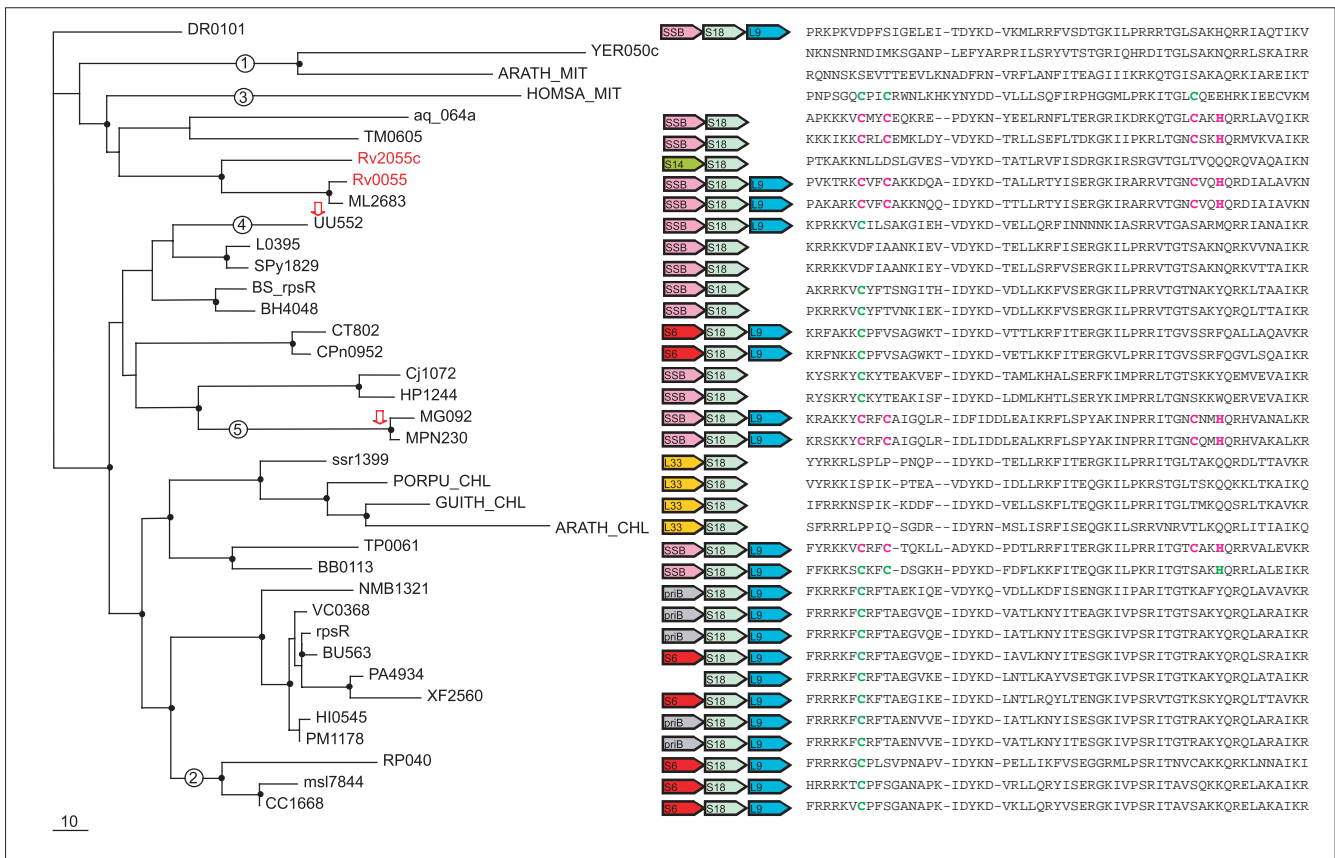 DR0101 SSB S18 L9 PRKPKVDPFSIGELEI-TDYKD-VKMLRRFVSDTGKILPRRRTGLSAKHQRRIAQTIKV
YER050c NKNSNRNDIMKSGANP-LEFYARPRILSRYVTSTGRIQHRDITGLSAKNQRRLSKAIRR
1
ARATH_MIT RQNNSKSEVTTEEVLKNADFRN-VRFLANFITEAGIIIKRKQTGISAKAQRKIAREIKT
3 HOMSA_MIT PNPSGQCPICRWNLKHKYNYDD-VLLLSQFIRPHGGMLPRKITGLCQEEHRKIEECVKM
aq_064a SSB S18 APKKKVCMYCEQKRE--PDYKN-YEELRNFLTERGKIKDRKQTGLCAKHQRRLAVQIKR
TM0605 SSB S18 KKKIKKCRLCEMKLDY-VDYKD-TRLLSEFLTDKGKIIPKRLTGNCSKHQRMVKVAIKR
Rv2055c S14 S18 PTKAKKNLLDSLGVES-VDYKD-TATLRVFISDRGKIRSRGVTGLTVQQQRQVAQAIKN
Rv0055 SSB S18 L9 PVKTRKCVFCAKKDQA-IDYKD-TALLRTYISERGKIRARRVTGNCVQHQRDIALAVKN
ML2683 SSB S18 L9 PAKARKCVFCAKKNQQ-IDYKD-TTLLRTYISERGKIRARRVTGNCVQHQRDIAIAVKN
4 UU552 SSB S18 L9 KPRKKVCILSAKGIEH-VDYKD-VELLQRFINNNNKIASRRVTGASARMQRRIANAIKR
L0395 SSB S18 KRRKKVDFIAANKIEV-VDYKD-TELLKRFISERGKILPRRVTGTSAKNQRKVVNAIKR
SPy1829 SSB S18 KRRKKVDFIAANKIEY-VDYKD-TELLSRFVSERGKILPRRVTGTSAKNQRKVTTAIKR
BS_rpsR SSB S18 AKRRKVCYFTSNGITH-IDYKD-VDLLKKFVSERGKILPRRVTGTNAKYQRKLTAAIKR
BH4048 SSB S18 PKRRKVCYFTVNKIEK-IDYKD-VDLLKKFISERGKILPRRVTGTSAKYQRQLTTAIKR
CT802 S6 S18 L9 KRFAKKCPFVSAGWKT-IDYKD-VTTLKRFITERGKILPRRITGVSSRFQALLAQAVKR
CPn0952 S6 S18 L9 KRFNKKCPFVSAGWKT-IDYKD-VETLKKFITERGKVLPRRITGVSSRFQGVLSQAIKR
Cj1072 SSB S18 KYSRKYCKYTEAKVEF-IDYKD-TAMLKHALSERFKIMPRRLTGTSKKYQEMVEVAIKR
HP1244 SSB S18 RYSKRYCKYTEAKISF-IDYKD-LDMLKHTLSERYKIMPRRLTGTSKKWQERVEVAIKR
MG092 SSB S18 L9 KRAKKYCRFCAIGQLR-IDFIDDLEAIKRFLSPYAKINPRRITGNCNMHQRHVANALKR
5 MPN230 SSB S18 L9 KRSKKYCRFCAIGQLR-IDLIDDLEALKRFLSPYAKINPRRITGNCQMHQRHVAKALKR
ssr1399 L33 S18 YYRKRLSPLP-PNQP--IDYKD-TELLRKFITERGKILPRRITGLTAKQQRDLTTAVKR
PORPU_CHL L33 S18 VYRKKISPIK-PTEA--VDYKD-IDLLRKFITEQGKILPKRSTGLTSKQQKKLTKAIKQ
GUITH_CHL L33 S18 IFRRKNSPIK-KDDF--IDYKD-VELLSKFLTEQGKILPRRITGLTMKQQSRLTKAVKR
ARATH_CHL L33 S18 SFRRRLPPIQ-SGDR--IDYRN-MSLISRFISEQGKILSRRVNRVTLKQQRLITIAIKQ
TP0061 SSB S18 L9 FYRKKVCRFC-TQKLL-ADYKD-PDTLRRFITERGKILPRRITGTCAKHQRRVALEVKR
BB0113 SSB S18 L9 FFKRKSCKFC-DSGKH-PDYKD-FDFLKKFITEQGKILPKRITGTSAKHQRRLALEIKR
NMB1321 priB S18 L9 FKRRKFCRFTAEKIQE-VDYKQ-VDLLKDFISENGKIIPARITGTKAFYQRQLAVAVKR
VC0368 priB S18 L9 FRRRKFCRFTAEGVQE-IDYKD-VATLKNYITEAGKIVPSRITGTSAKYQRQLARAIKR
rpsR priB S18 L9 FRRRKFCRFTAEGVQE-IDYKD-IATLKNYITESGKIVPSRITGTRAKYQRQLARAIKR
BU563 S6 S18 L9 FRRRKFCRFTAEGVQE-IDYKD-IAVLKNYITESGKIVPSRITGTRAKYQRQLSRAIKR
PA4934 S18 L9 FRRRKFCRFTAEGVKE-IDYKD-LNTLKAYVSETGKIVPSRITGTKAKYQRQLATAIKR
XF2560 S6 S18 L9 FRRRKFCKFTAEGIKE-IDYKD-LNTLRQYLTENGKIVPSRVTGTKSKYQRQLTTAVKR
HI0545 priB S18 L9 FRRRKFCRFTAENVVE-IDYKD-IATLKNYISESGKIVPSRITGTRAKYQRQLARAIKR
PM1178 priB S18 L9 FRRRKFCRFTAENVVE-IDYKD-VATLKNYITESGKIVPSRITGTRAKYQRQLARAIKR
RP040 S6 S18 L9 FRRRKGCPLSVPNAPV-IDYKN-PELLIKFVSEGGRMLPSRITNVCAKKQRKLNNAIKI
2 msl7844 S6 S18 L9 HRRRKTCPFSGANAPK-IDYKD-VKLLQRYVSERGKIVPSRITAVSQKKQRELAKAIKR
CC1668 S6 S18 L9 FRRRKVCPFSGANAPK-IDYKD-VKLLQRYVSERGKIVPSRITAVSAKKQRELAKAIKR
10